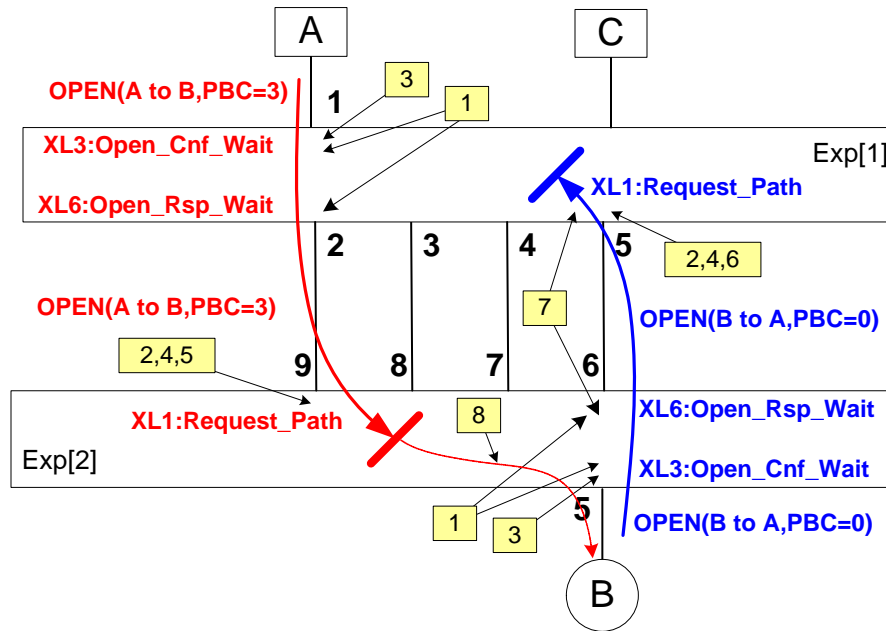 A
C
OPEN(A to B,PBC=3)
1
3
1
XL3:Open_Cnf_Wait
Exp[1]
XL1:Request_Path
XL6:Open_Rsp_Wait
2
3
4
5
2,4,6
7
OPEN(A to B,PBC=3)
OPEN(B to A,PBC=0)
2,4,5
9
8
7
6
XL1:Request_Path
8
XL6:Open_Rsp_Wait
Exp[2]
XL3:Open_Cnf_Wait
1
3
5
OPEN(B to A,PBC=0)
B